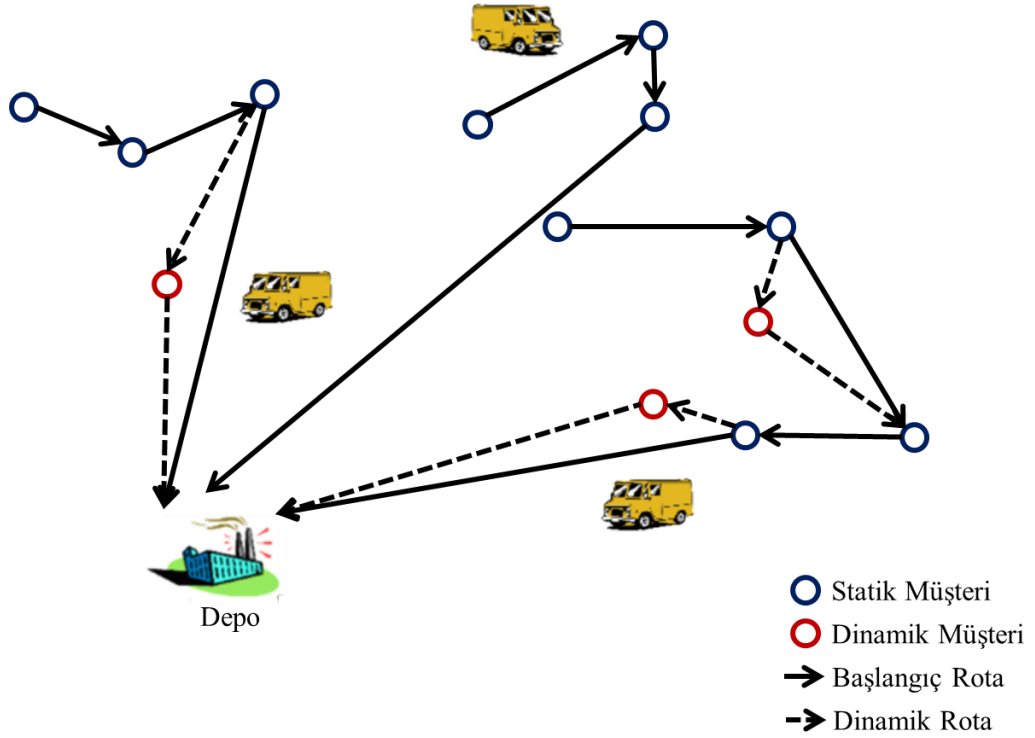 Depo
Statik Müşteri
Dinamik Müşteri
Başlangıç Rota
Dinamik Rota